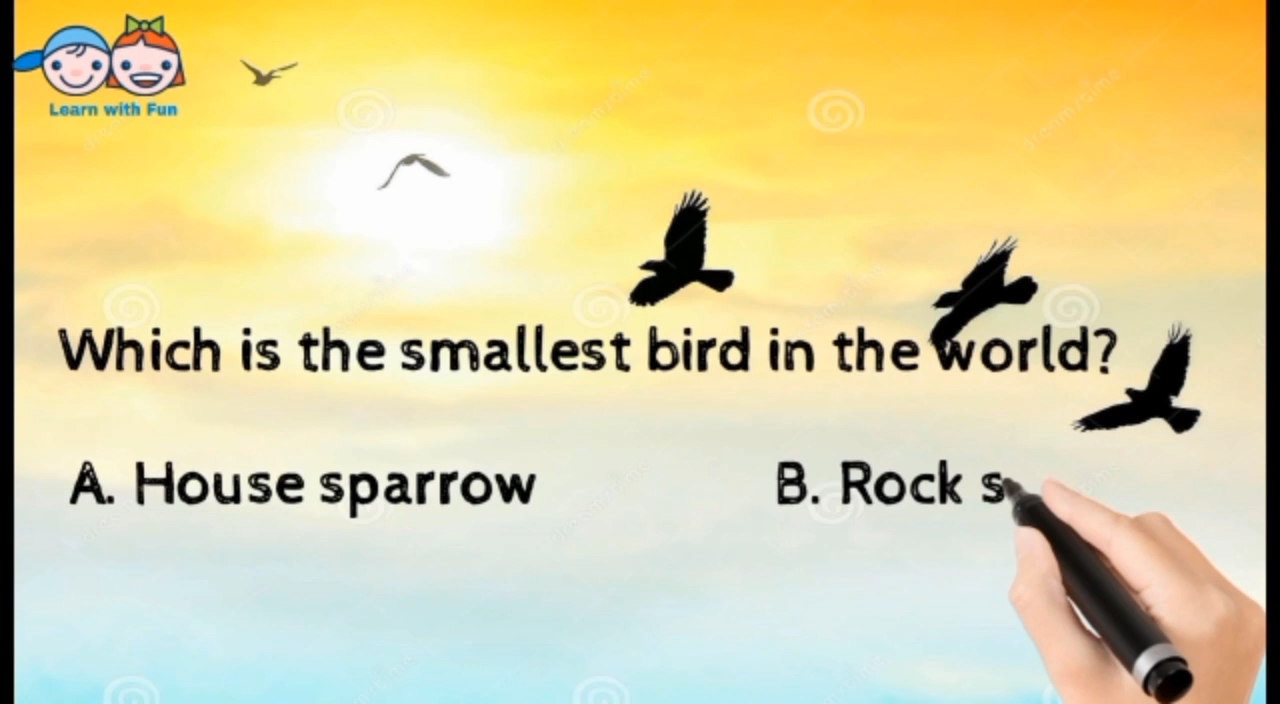 Learn with Fun
Which is the smallest bird in the world?
A. House sparrow
B. Rock s